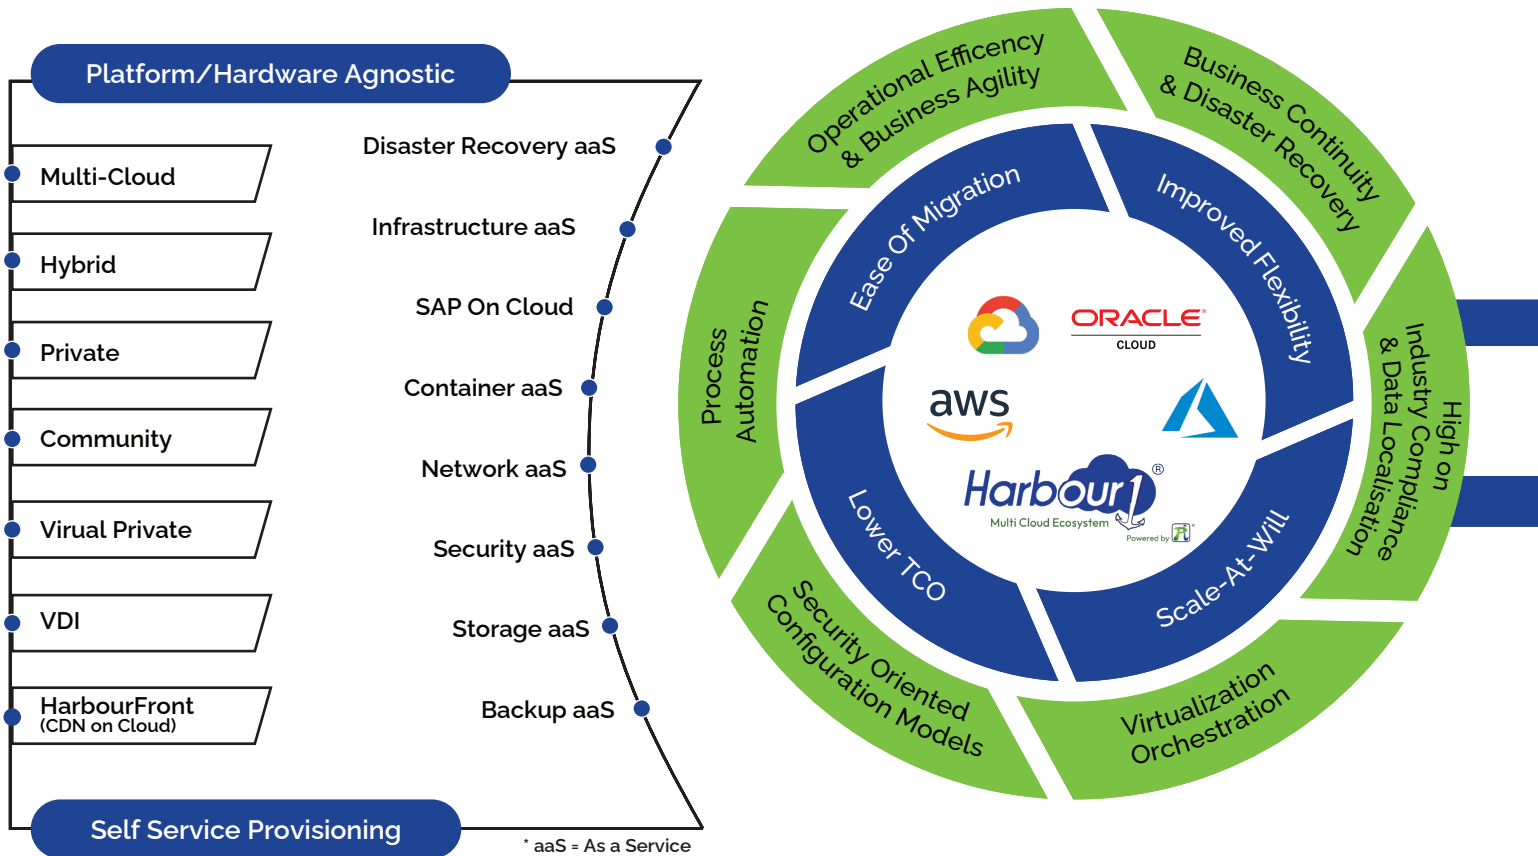 Platform/Hardware Agnostic
Multi-Cloud
Hybrid
Private
Community
Virual Private
VDI
HarbourFront
(CDN on Cloud)
Self Service Provisioning
Disaster Recovery aaS
Infrastructure aaS
SAP On Cloud
Container aaS
Network aaS
Security aaS
Storage aaS
Backup aaS
* aaS = As a Service
Operational Efficency
& Business Agility
Business Continuity
& Disaster Recovery
High on
Industry Compliance
& Data Localisation
Virtualization
Orchestration
Security Oriented
Configuration Models
Process
Automation
Ease Of Migration
Improved Flexibility
Scale-At-Will
Lower TCO
ORACLE®
CLOUD
aws
Harbour1®
Multi Cloud Ecosystem
Powered by